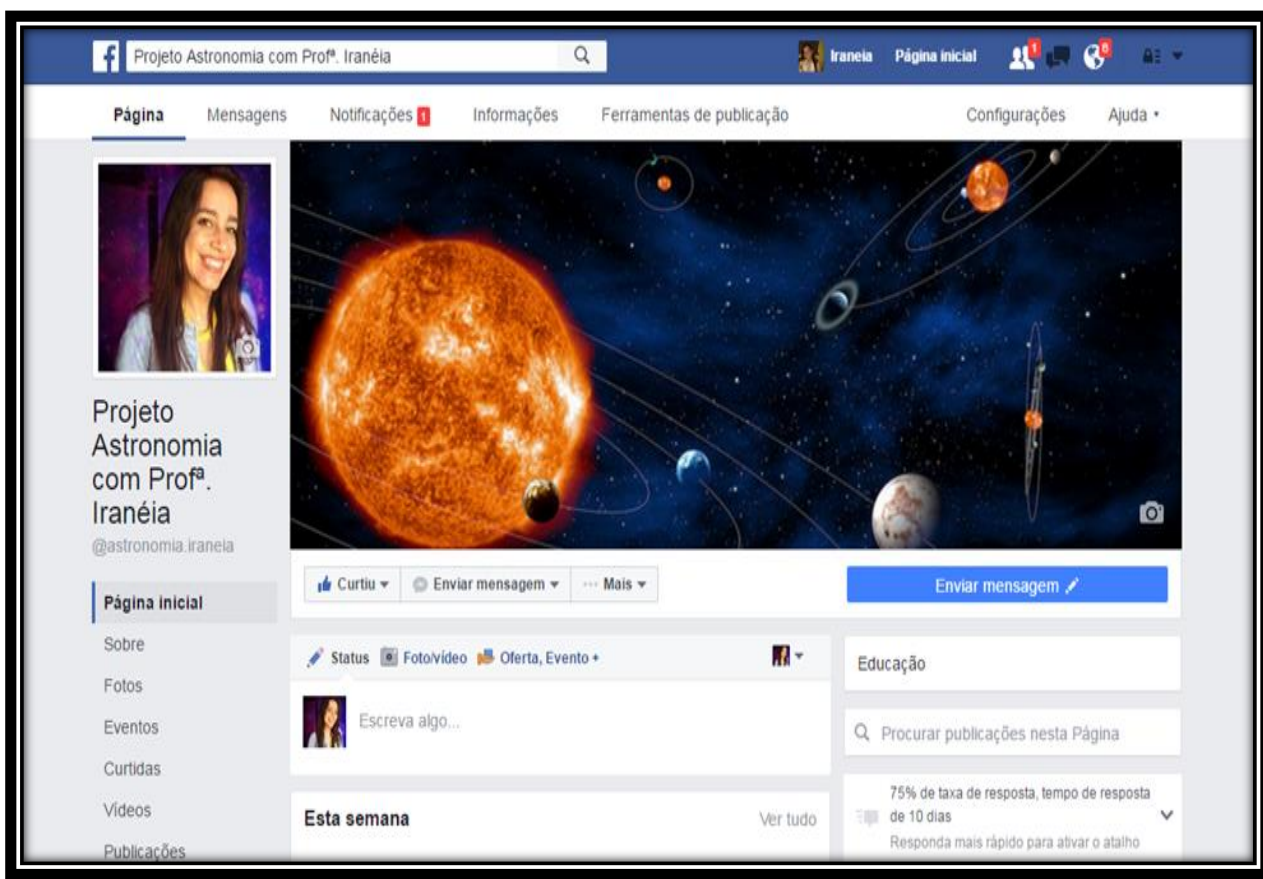 f Projeto Astronomia com Profª. Iranéia
Iraneia Página inicial 1 6
Página Mensagens Notificações 1 Informações Ferramentas de publicação Configurações Ajuda
Projeto
Astronomia
com Profª.
Iranéia
@astronomia.iraneia
Curtiu Enviar mensagem ··· Mais Enviar mensagem
Página inicial
Sobre
Fotos
Eventos
Curtidas
Vídeos
Publicações
Status Foto/vídeo Oferta, Evento +
Escreva algo...
Esta semana Ver tudo
Educação
Procurar publicações nesta Página
75% de taxa de resposta, tempo de resposta
de 10 dias
Responda mais rápido para ativar o atalho